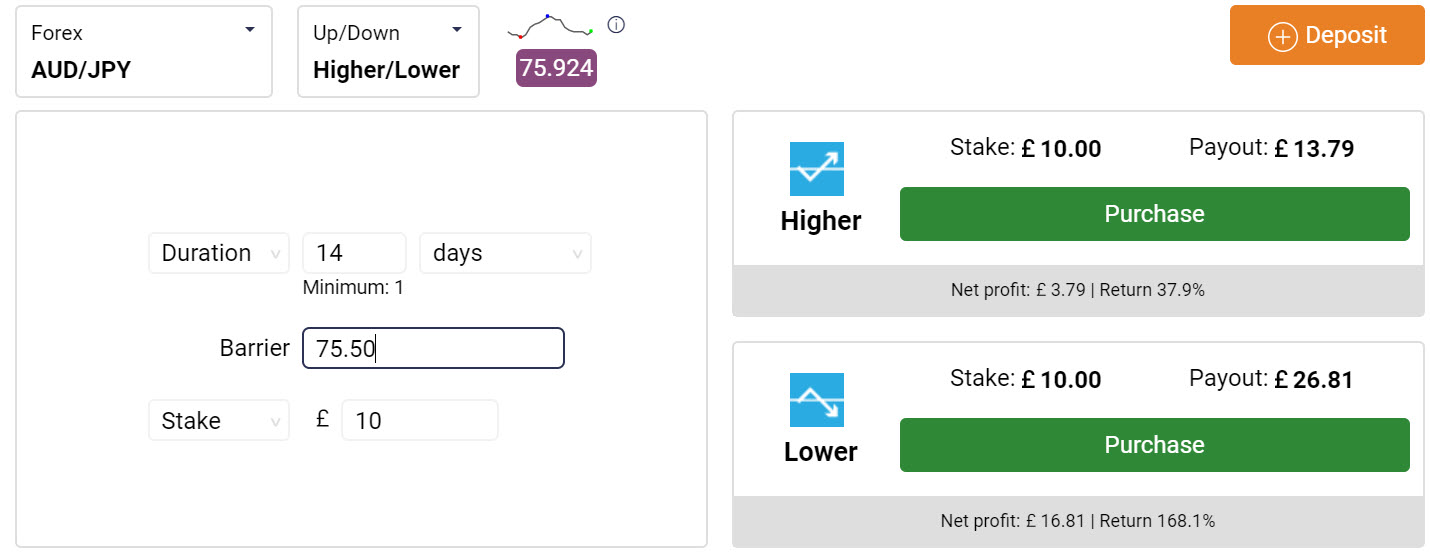 Forex
AUD/JPY
Up/Down
Higher/Lower
75.924
Deposit
Duration 14 days
Minimum: 1
Barrier 75.50
Stake £ 10
Higher
Stake: £ 10.00 Payout: £ 13.79
Purchase
Net profit: £ 3.79 | Return 37.9%
Lower
Stake: £ 10.00 Payout: £ 26.81
Purchase
Net profit: £ 16.81 | Return 168.1%